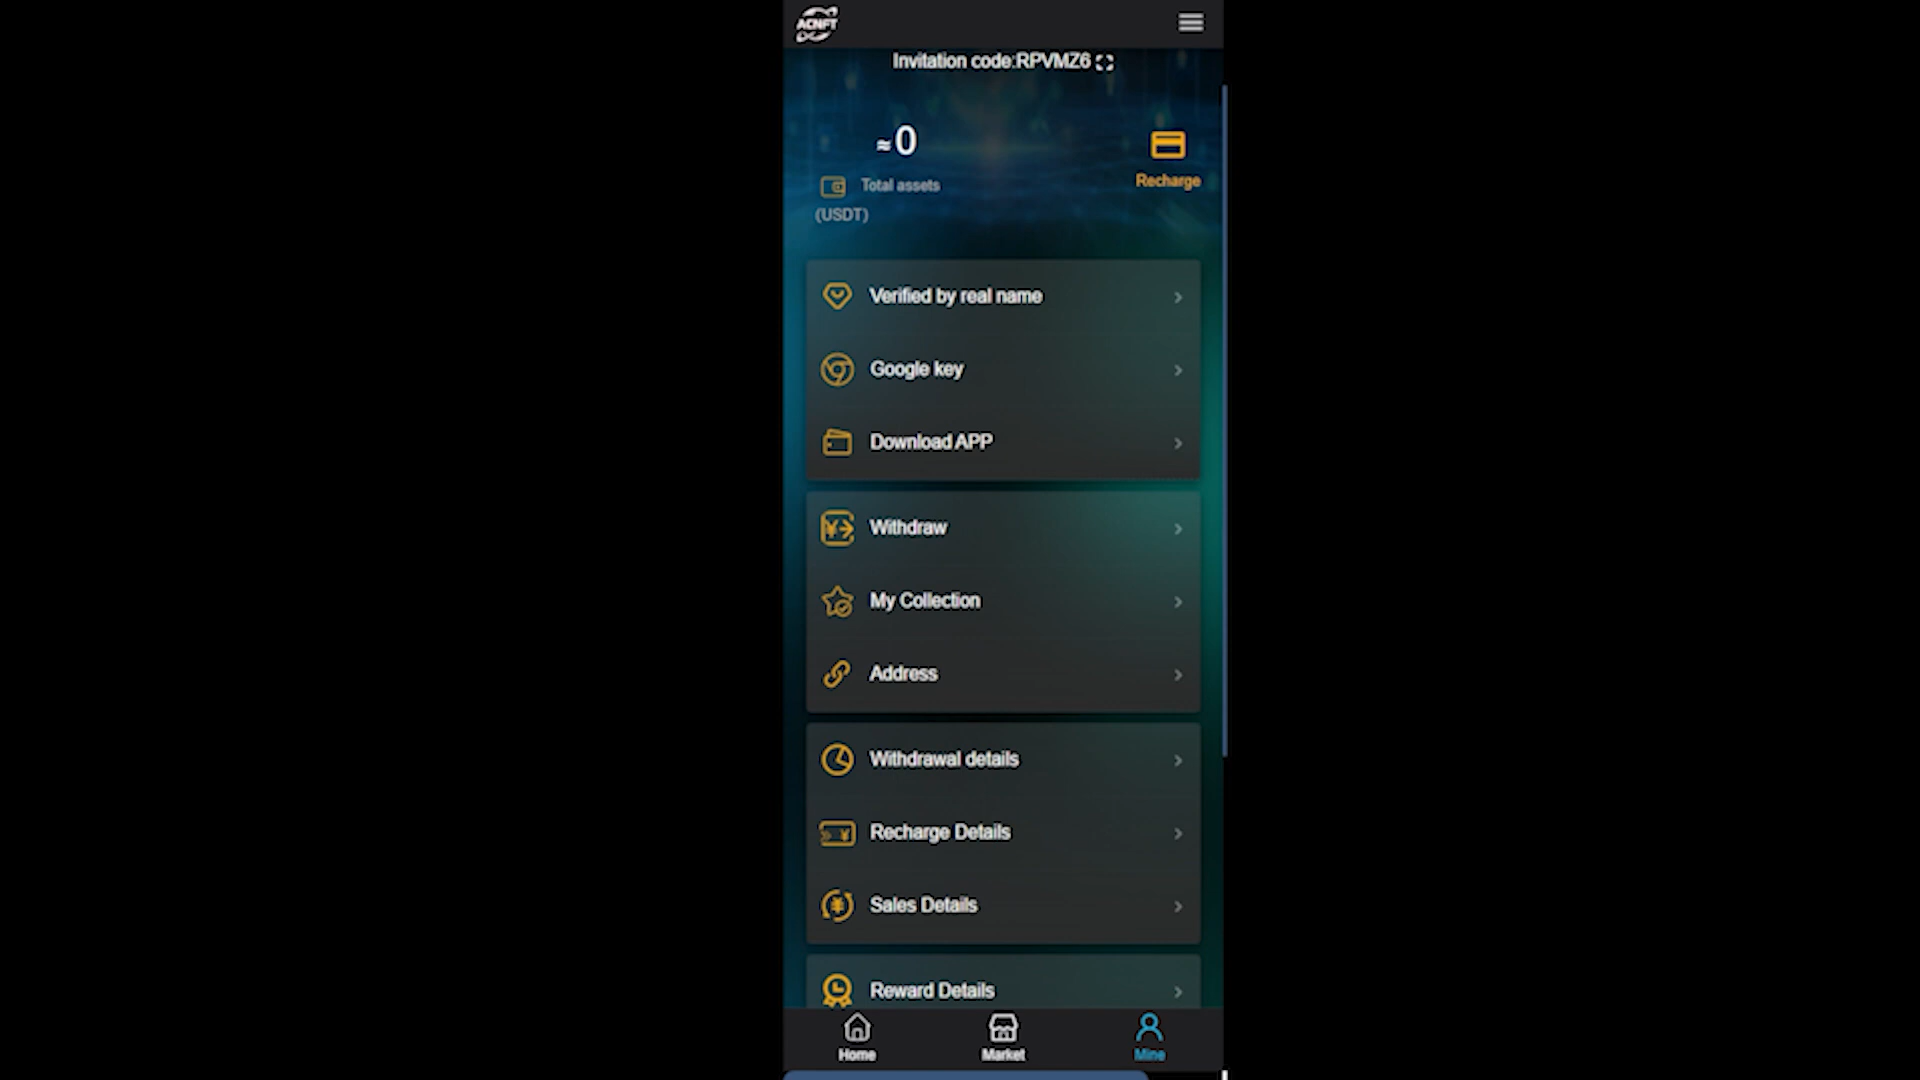 ACNFT
Invitation code:RPVMZ6
≈0
Recharge
Total assets
(USDT)
Verified by real name
Google key
Download APP
Withdraw
My Collection
Address
Withdrawal details
Recharge Details
Sales Details
Reward Details
Home
Market
Mine